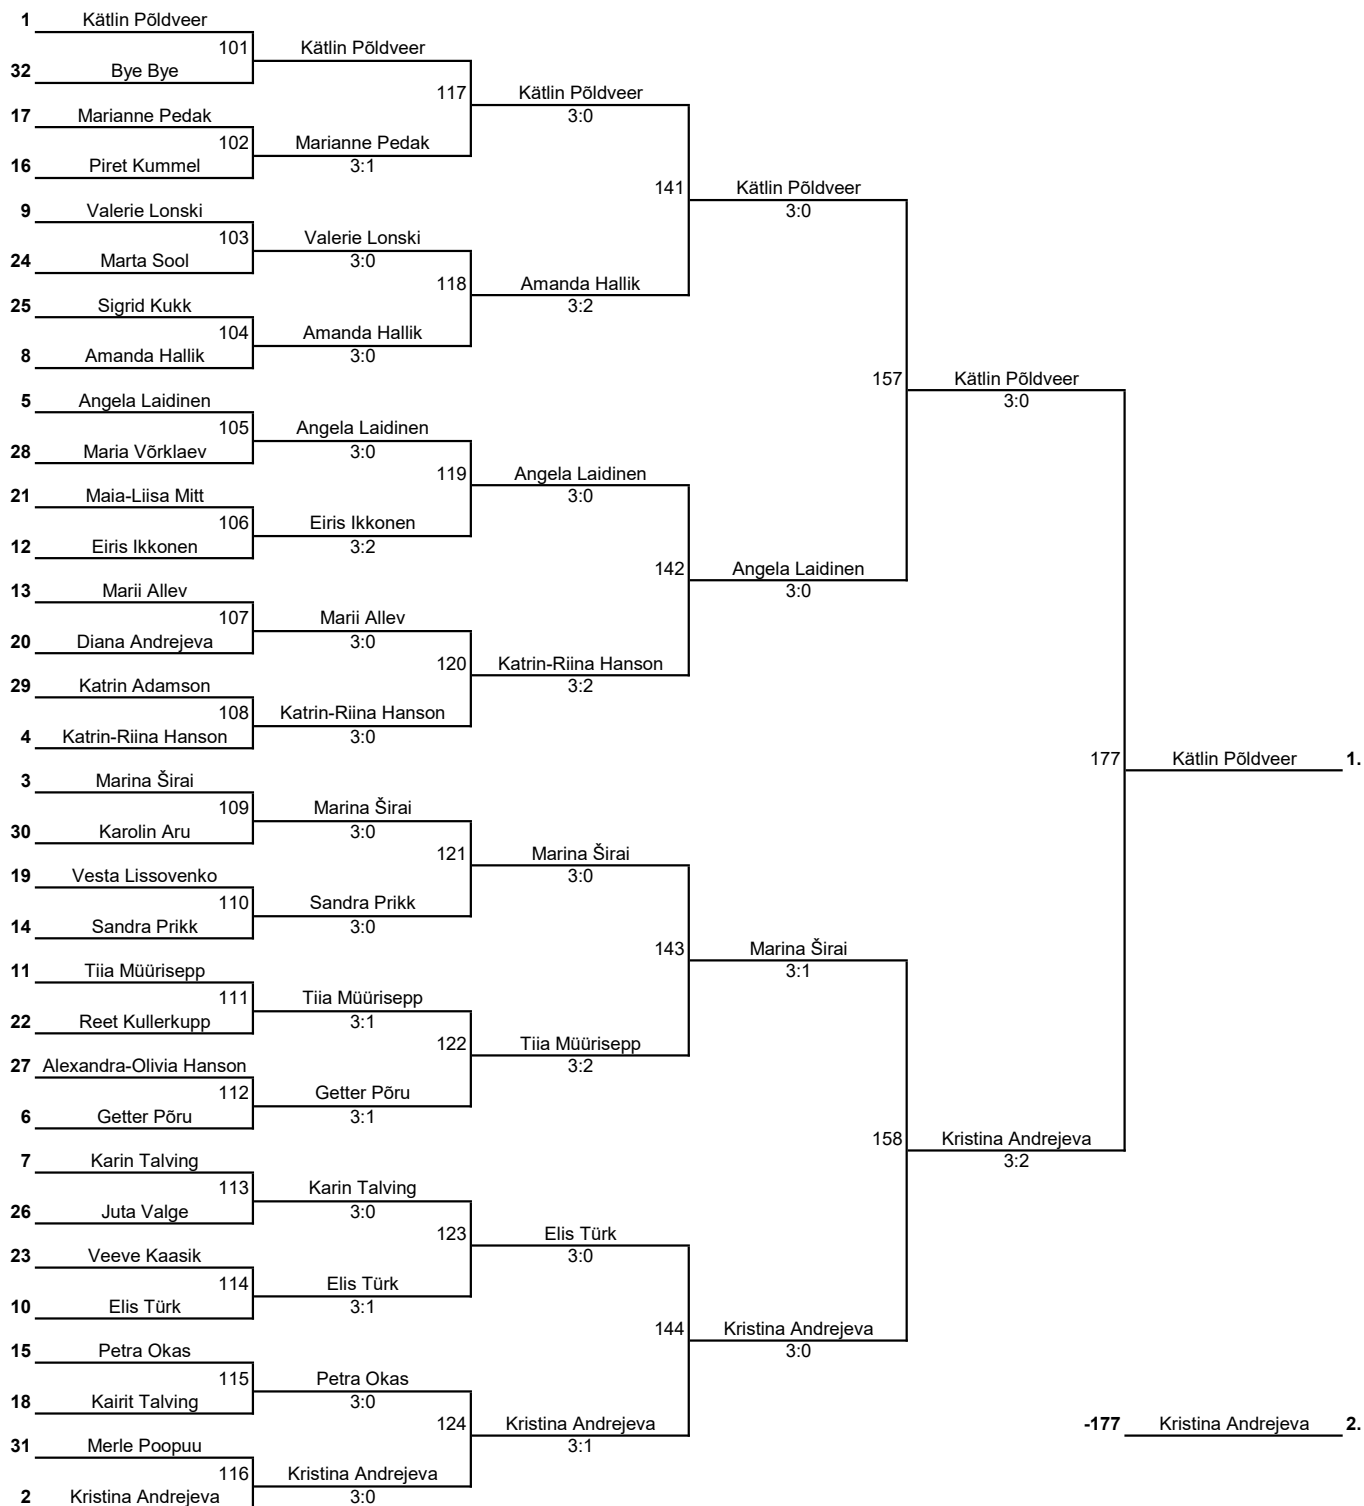 1 Kätlin Põldveer
101 Kätlin Põldveer
32 Bye Bye
117 Kätlin Põldveer
3:0
17 Marianne Pedak
102 Marianne Pedak
3:1
16 Piret Kummel
141 Kätlin Põldveer
3:0
9 Valerie Lonski
103 Valerie Lonski
3:0
24 Marta Sool
118 Amanda Hallik
3:2
25 Sigrid Kukk
104 Amanda Hallik
3:0
8 Amanda Hallik
157 Kätlin Põldveer
3:0
5 Angela Laidinen
105 Angela Laidinen
3:0
28 Maria Võrklaev
119 Angela Laidinen
3:0
21 Maia-Liisa Mitt
106 Eiris Ikkonen
3:2
12 Eiris Ikkonen
142 Angela Laidinen
3:0
13 Marii Allev
107 Marii Allev
3:0
20 Diana Andrejeva
120 Katrin-Riina Hanson
3:2
29 Katrin Adamson
108 Katrin-Riina Hanson
3:0
4 Katrin-Riina Hanson
177 Kätlin Põldveer 1.
3 Marina Širai
109 Marina Širai
3:0
30 Karolin Aru
121 Marina Širai
3:0
19 Vesta Lissovenko
110 Sandra Prikk
3:0
14 Sandra Prikk
143 Marina Širai
3:1
11 Tiia Müürisepp
111 Tiia Müürisepp
3:1
22 Reet Kullerkupp
122 Tiia Müürisepp
3:2
27 Alexandra-Olivia Hanson
112 Getter Põru
3:1
6 Getter Põru
158 Kristina Andrejeva
3:2
7 Karin Talving
113 Karin Talving
3:0
26 Juta Valge
123 Elis Türk
3:0
23 Veeve Kaasik
114 Elis Türk
3:1
10 Elis Türk
144 Kristina Andrejeva
3:0
15 Petra Okas
115 Petra Okas
3:0
18 Kairit Talving
124 Kristina Andrejeva
3:1
-177 Kristina Andrejeva 2.
31 Merle Poopuu
116 Kristina Andrejeva
3:0
2 Kristina Andrejeva